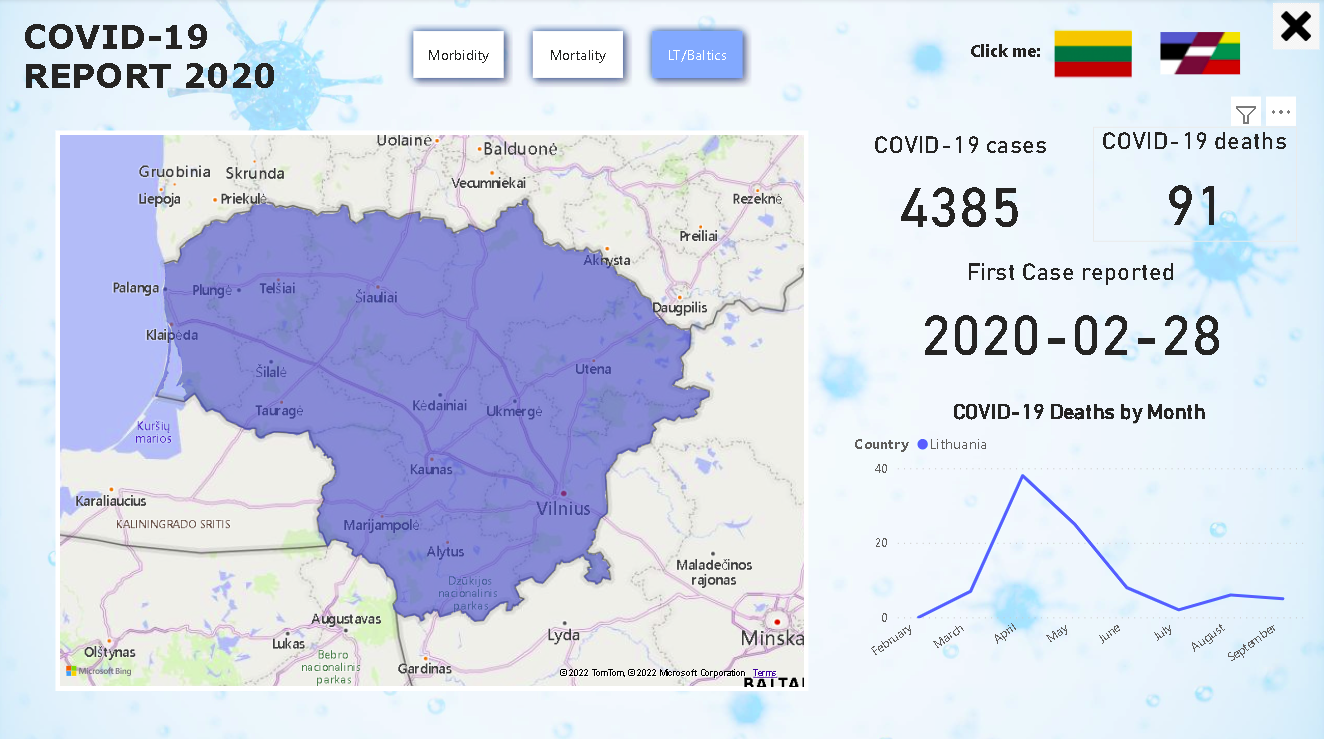 COVID-19
REPORT 2020
Morbidity
Mortality
LT/Baltics
Click me:
Uolainė
Balduonė
Gruobinia
Skrunda
Vecumniekai
Liepoja
Priekulė
Rezeknė
Preiliai
Aknysta
Palanga
Plungė
Telšiai
Šiauliai
Daugpilis
Klaipėda
Šilalė
Utena
Tauragė
Kėdainiai
Ukmergė
Kuršių
marios
Kaunas
Karaliaucius
Vilnius
KALININGRADO SRITIS
Marijampolė
Alytus
Maladečinos
rajonas
Dzūkijos
nacionalinis
parkas
Augustavas
Lyda
Minska
Lukas
Olštynas
Bebro
nacionalinis
parkas
Gardinas
Microsoft Bing
©2022 TomTom, ©2022 Microsoft Corporation Terms
BALTAI
COVID-19 cases
4385
COVID-19 deaths
91
First Case reported
2020-02-28
COVID-19 Deaths by Month
Country Lithuania
40
20
0
February
March
April
May
June
July
August
September